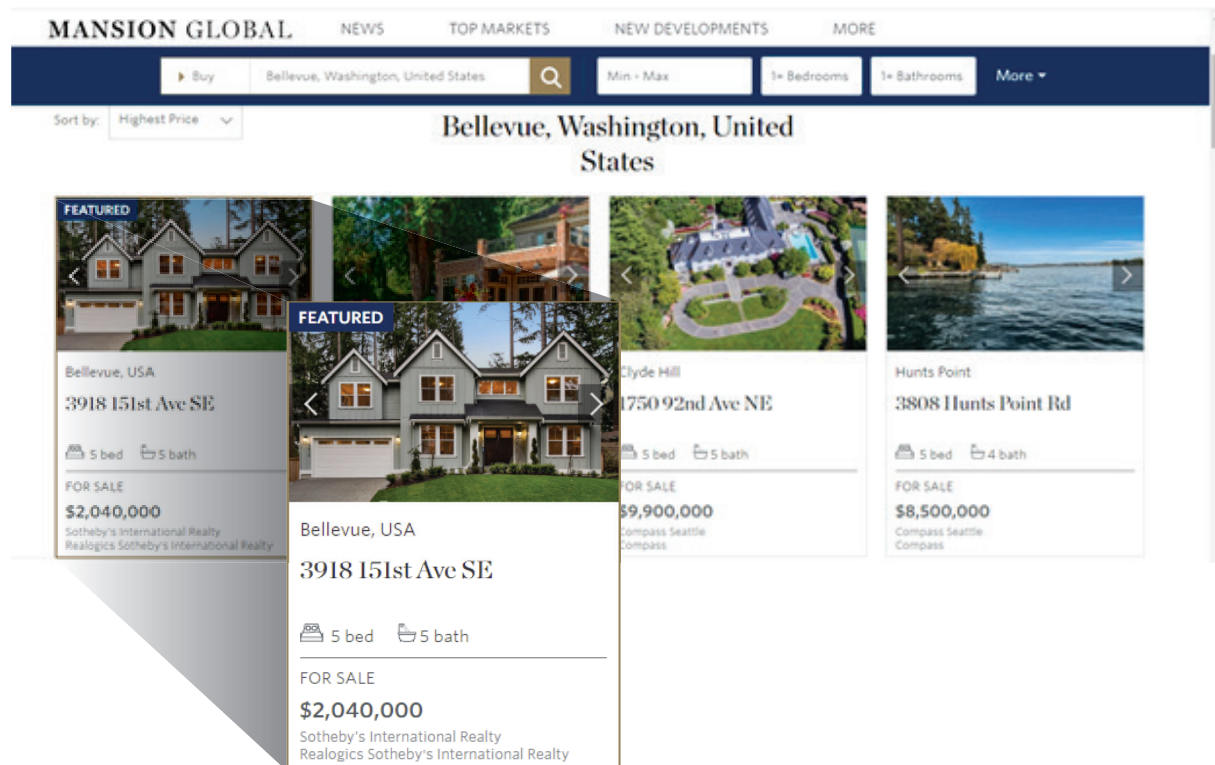 MANSION GLOBAL NEWS TOP MARKETS NEW DEVELOPMENTS MORE
Buy Bellevue, Washington, United States Min - Max 1+ Bedrooms 1+ Bathrooms More
Sort by: Highest Price
Bellevue, Washington, United
States
FEATURED
Bellevue, USA
3918 151st Ave SE
5 bed 5 bath
FOR SALE
$2,040,000
Sotheby's International Realty
Realogics Sotheby's International Realty
FEATURED
Bellevue, USA
3918 151st Ave SE
5 bed 5 bath
FOR SALE
$2,040,000
Sotheby's International Realty
Realogics Sotheby's International Realty
Clyde Hill
1750 92nd Ave NE
5 bed 5 bath
FOR SALE
$9,900,000
Compass Seattle
Compass
Hunts Point
3808 Hunts Point Rd
5 bed 4 bath
FOR SALE
$8,500,000
Compass Seattle
Compass